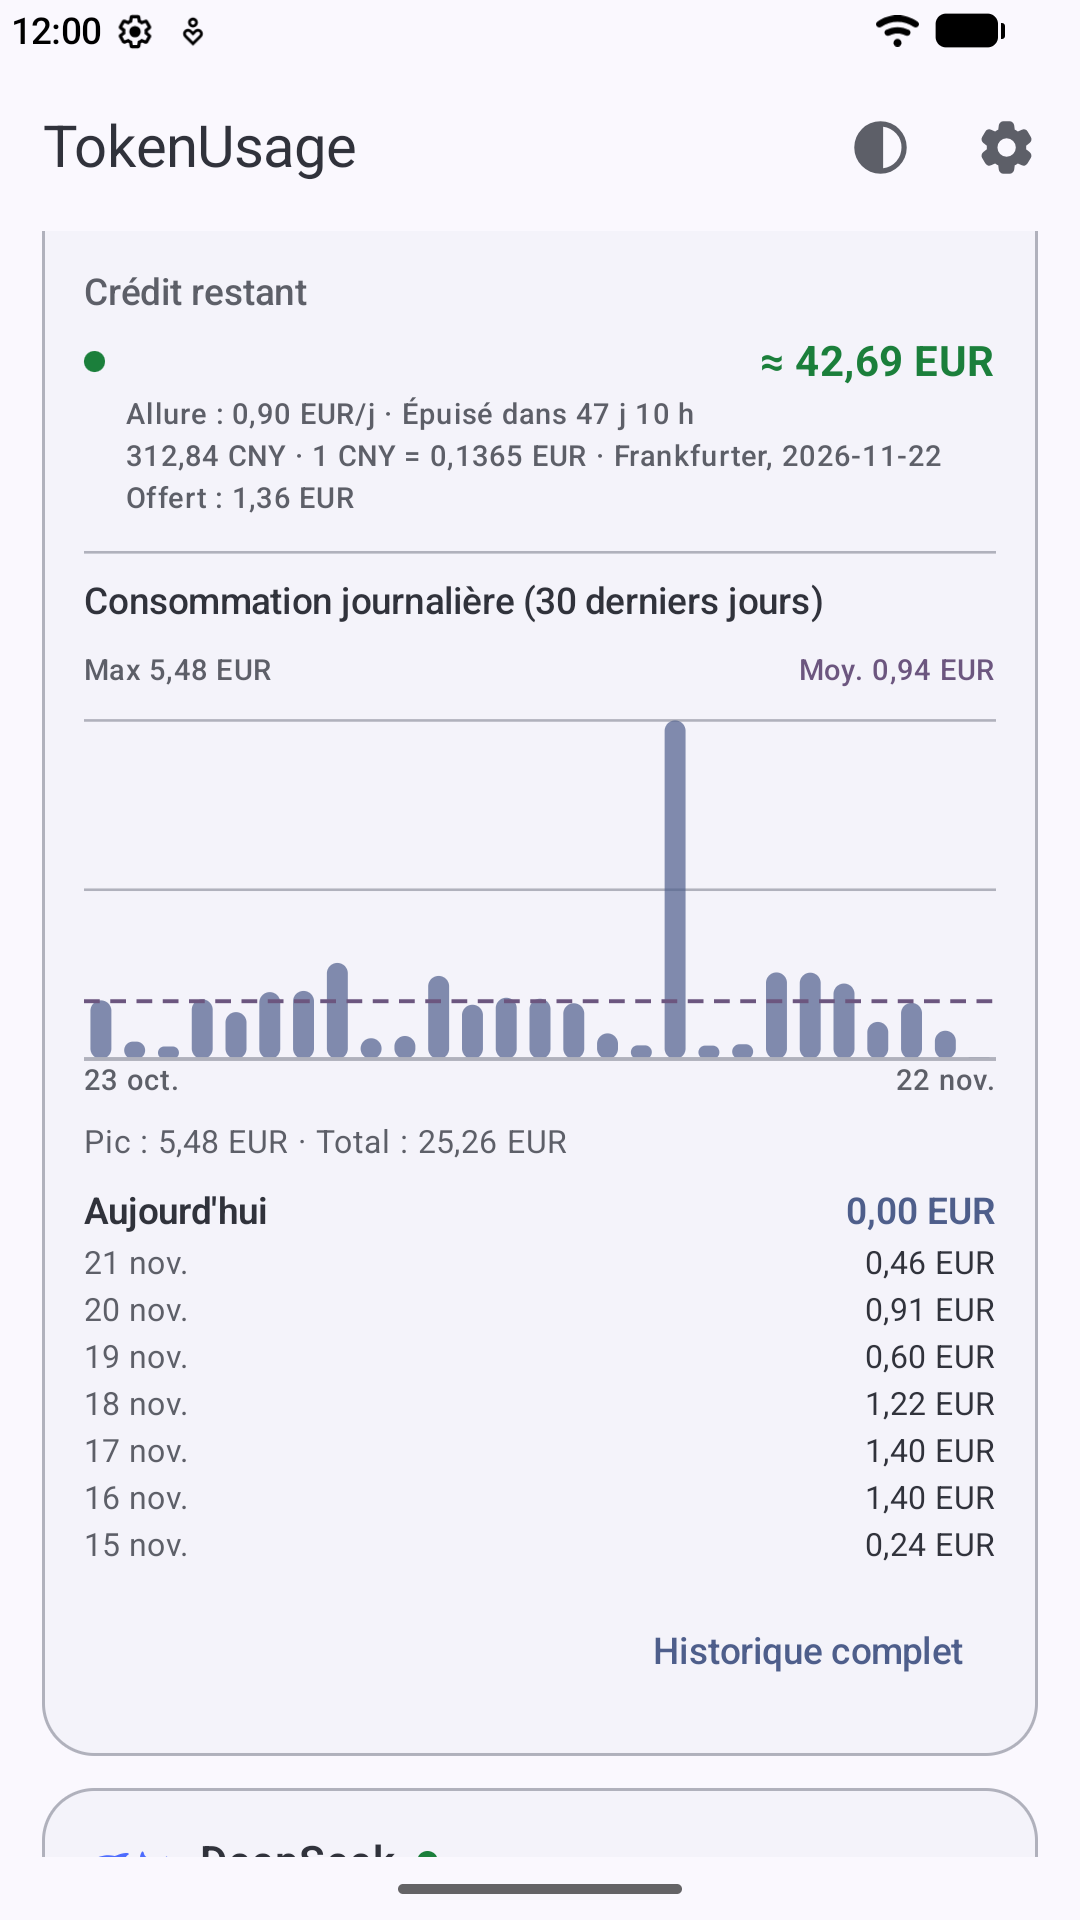 12:00
TokenUsage
Crédit restant
≈ 42,69 EUR
Allure : 0,90 EUR/j · Épuisé dans 47 j 10 h
312,84 CNY · 1 CNY = 0,1365 EUR · Frankfurter, 2026-11-22
Offert : 1,36 EUR
Consommation journalière (30 derniers jours)
Max 5,48 EUR
Moy. 0,94 EUR
23 oct.
22 nov.
Pic : 5,48 EUR · Total : 25,26 EUR
Aujourd'hui 0,00 EUR
21 nov. 0,46 EUR
20 nov. 0,91 EUR
19 nov. 0,60 EUR
18 nov. 1,22 EUR
17 nov. 1,40 EUR
16 nov. 1,40 EUR
15 nov. 0,24 EUR
Historique complet
DeepSeek